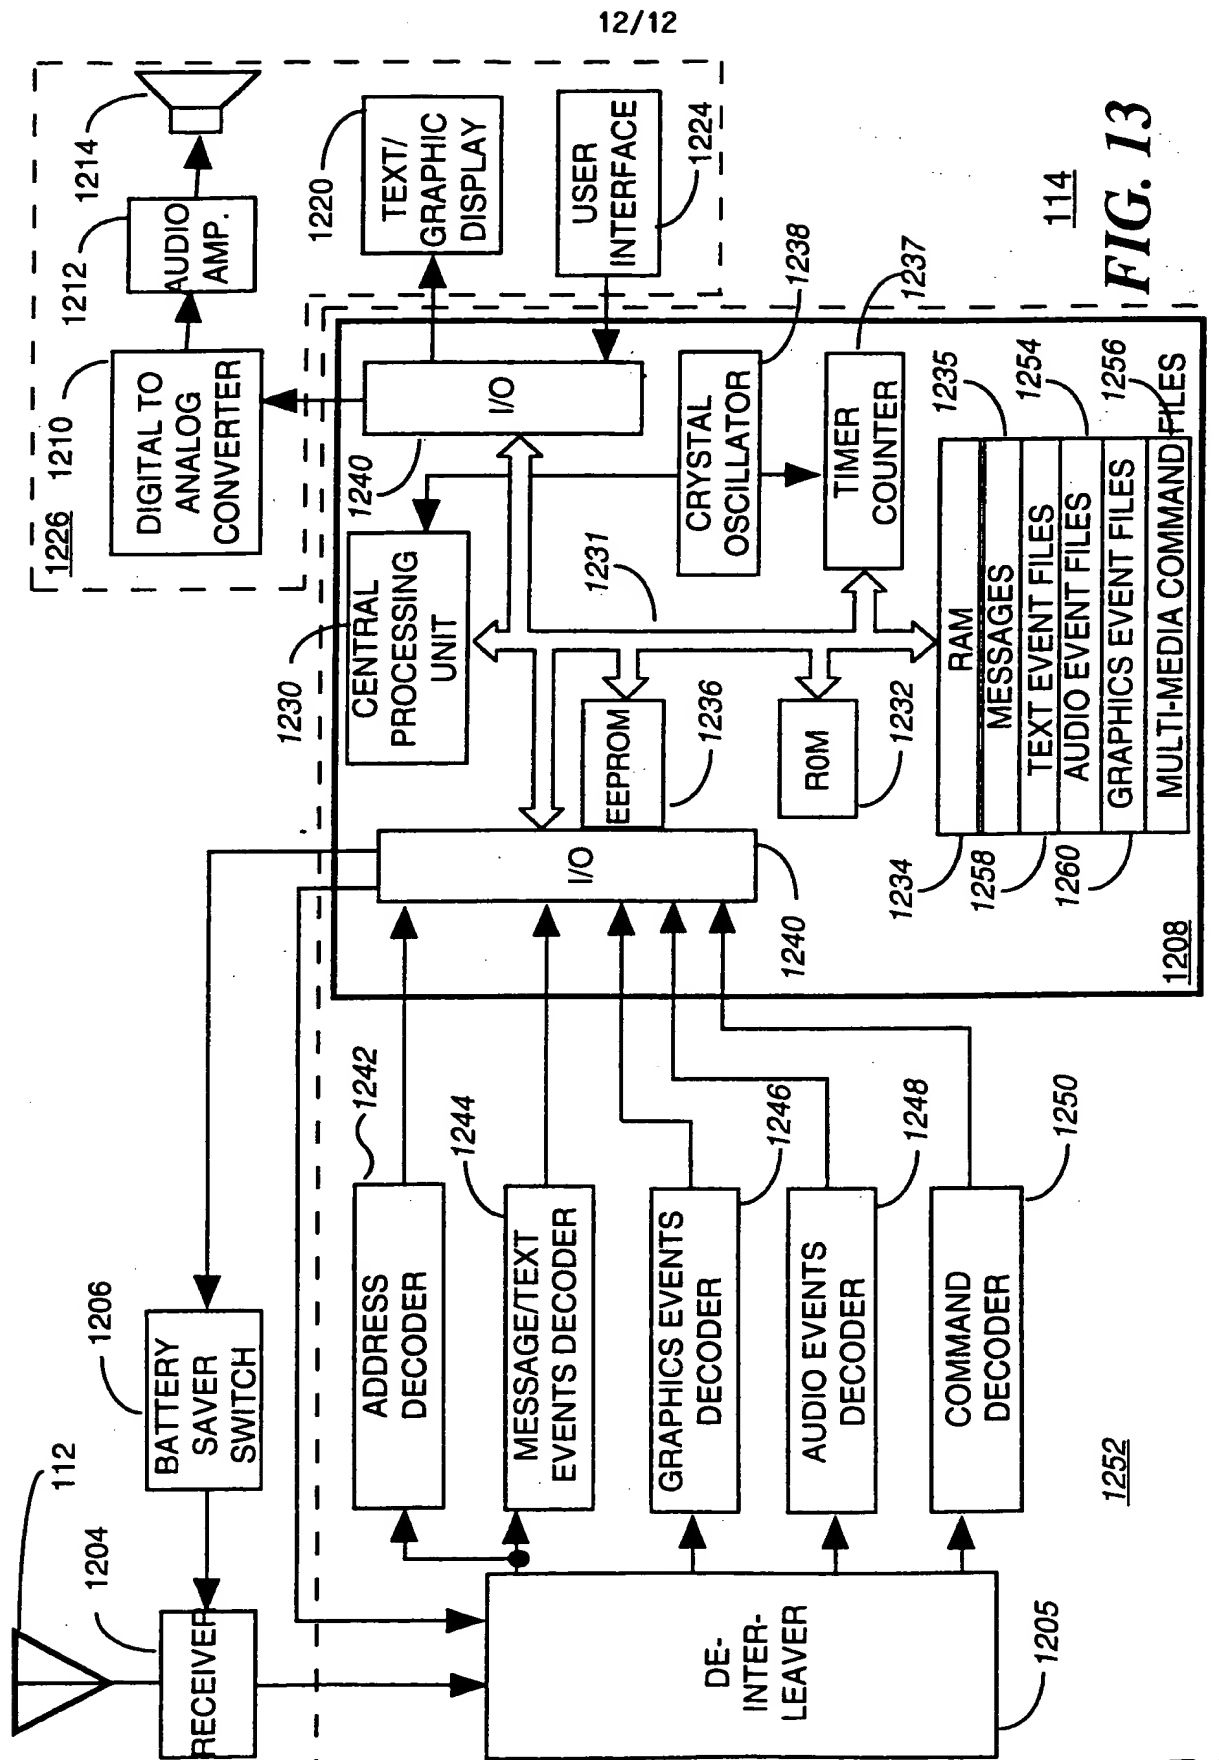 12/12
112
1204
RECEIVER
1206
BATTERY
SAVER
SWITCH
1226
1210
DIGITAL TO
ANALOG
CONVERTER
1212
AUDIO
AMP.
1214
1220
TEXT/
GRAPHIC
DISPLAY
USER
INTERFACE
1224
DE-
INTER-
LEAVER
1205
1242
ADDRESS
DECODER
1244
MESSAGE/TEXT
EVENTS DECODER
GRAPHICS EVENTS
DECODER
1246
AUDIO EVENTS
DECODER
1248
COMMAND
DECODER
1250
1252
1230
CENTRAL
PROCESSING
UNIT
1240
I/O
I/O
1240
1231
EEPROM
1236
ROM
1232
CRYSTAL
OSCILLATOR
1238
TIMER
COUNTER
1237
1234
RAM
1235
MESSAGES
1258
TEXT EVENT FILES
1254
AUDIO EVENT FILES
1260
GRAPHICS EVENT FILES
1256
MULTI-MEDIA COMMAND FILES
1208
114
FIG. 13